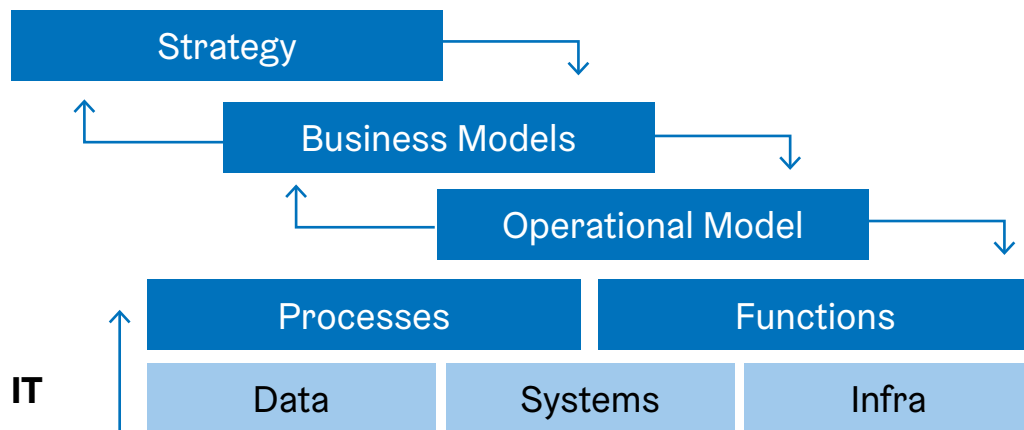 Strategy
Business Models
Operational Model
Processes Functions
IT Data Systems Infra